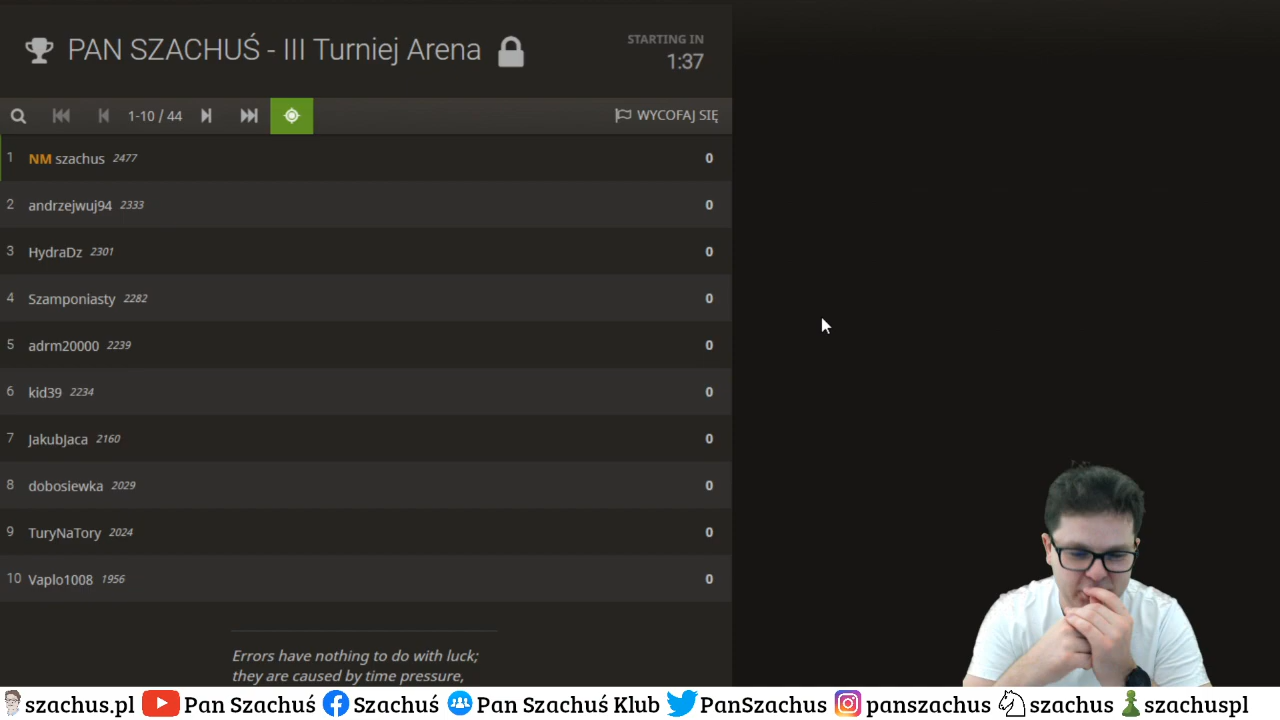 PAN SZACHUŚ - III Turniej Arena
STARTING IN
1:37
1-10 / 44
WYCOFAJ SIĘ
1 NM szachus 2477 0
2 andrzejwuj94 2333 0
3 HydraDz 2301 0
4 Szamponiasty 2282 0
5 adrm20000 2239 0
6 kid39 2234 0
7 JakubJaca 2160 0
8 dobosiewka 2029 0
9 TuryNaTory 2024 0
10 Vaplo1008 1956 0
Errors have nothing to do with luck;
they are caused by time pressure,
szachus.pl Pan Szachuś Szachuś Pan Szachuś Klub PanSzachus panszachus szachus szachuspl